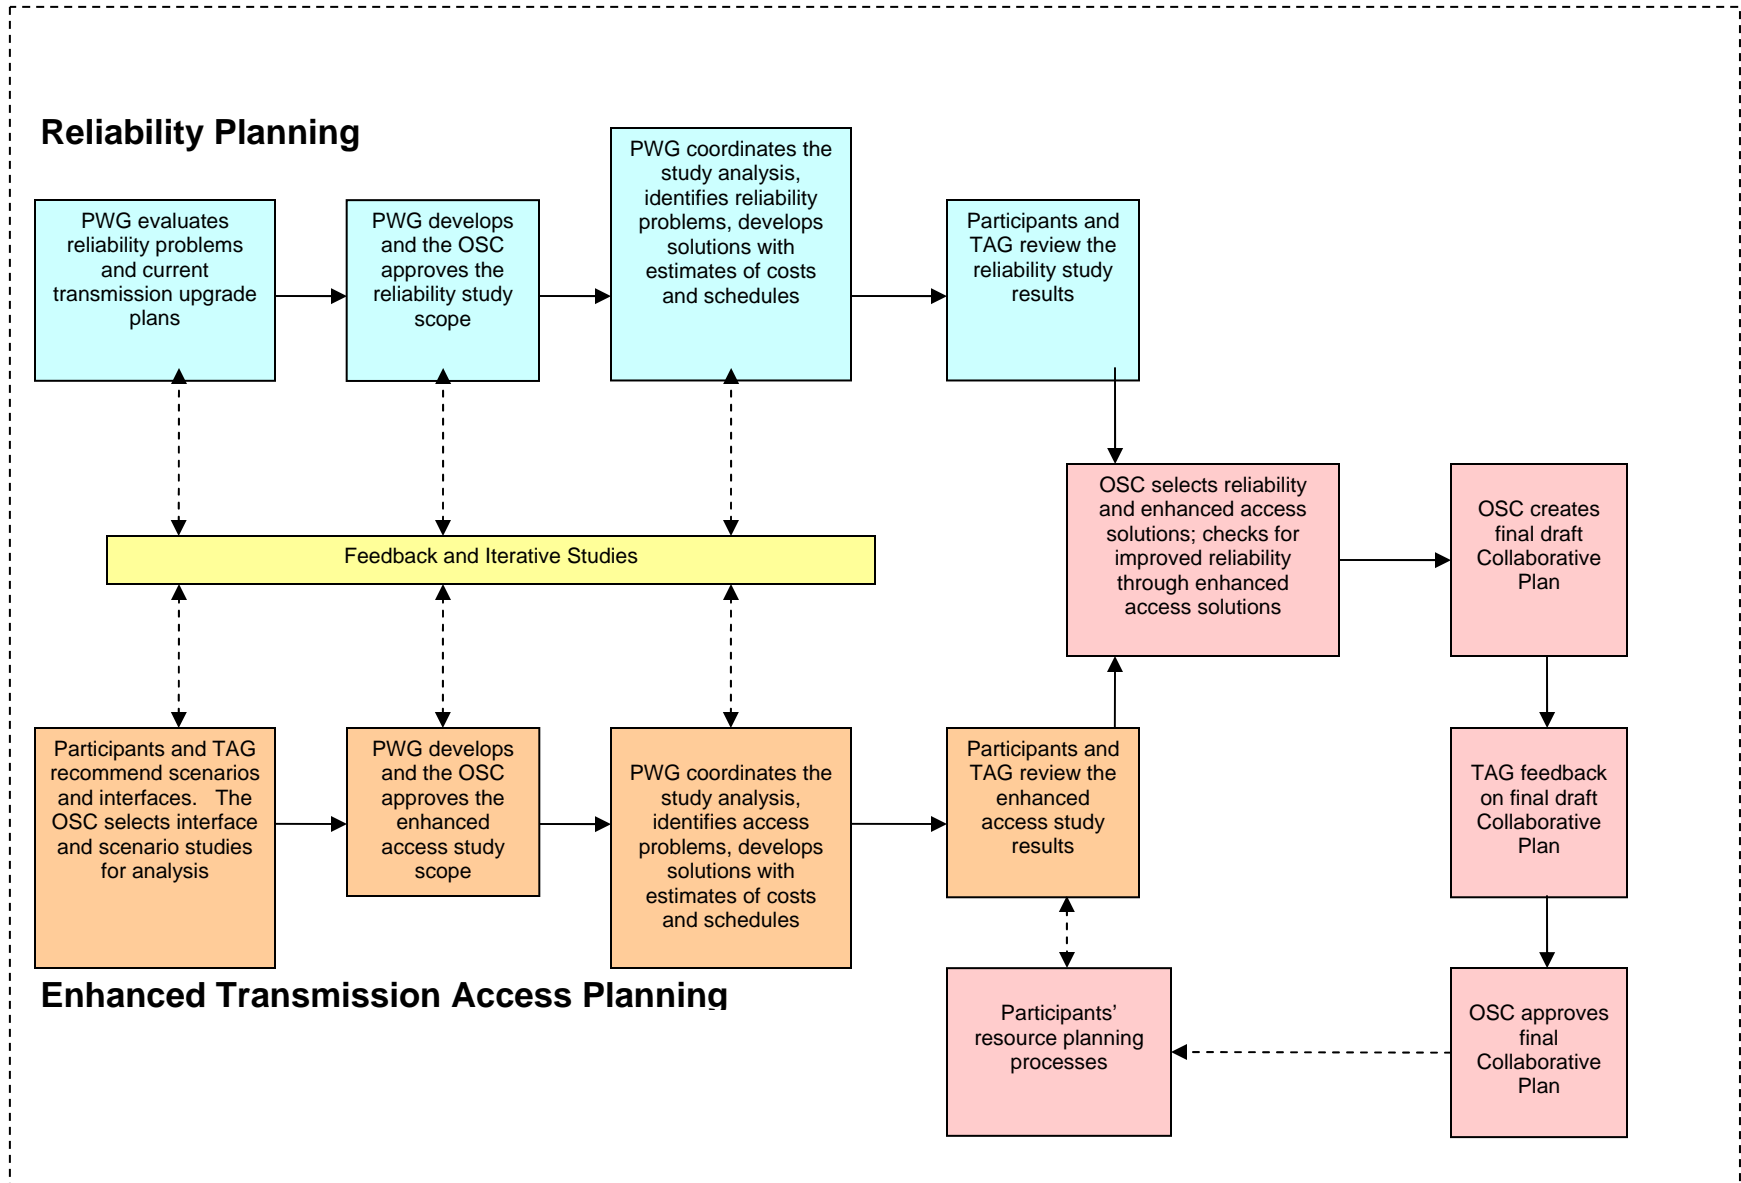 Reliability Planning
PWG evaluates
reliability problems
and current
transmission upgrade
plans
PWG develops
and the OSC
approves the
reliability study
scope
PWG coordinates the
study analysis,
identifies reliability
problems, develops
solutions with
estimates of costs
and schedules
Participants and
TAG review the
reliability study
results
Feedback and Iterative Studies
OSC selects reliability
and enhanced access
solutions; checks for
improved reliability
through enhanced
access solutions
OSC creates
final draft
Collaborative
Plan
Participants and TAG
recommend scenarios
and interfaces.   The
OSC selects interface
and scenario studies
for analysis
PWG develops
and the OSC
approves the
enhanced
access study
scope
PWG coordinates the
study analysis,
identifies access
problems, develops
solutions with
estimates of costs
and schedules
Participants and
TAG review the
enhanced
access study
results
TAG feedback
on final draft
Collaborative
Plan
Enhanced Transmission Access Planning
Participants’
resource planning
processes
OSC approves
final
Collaborative
Plan